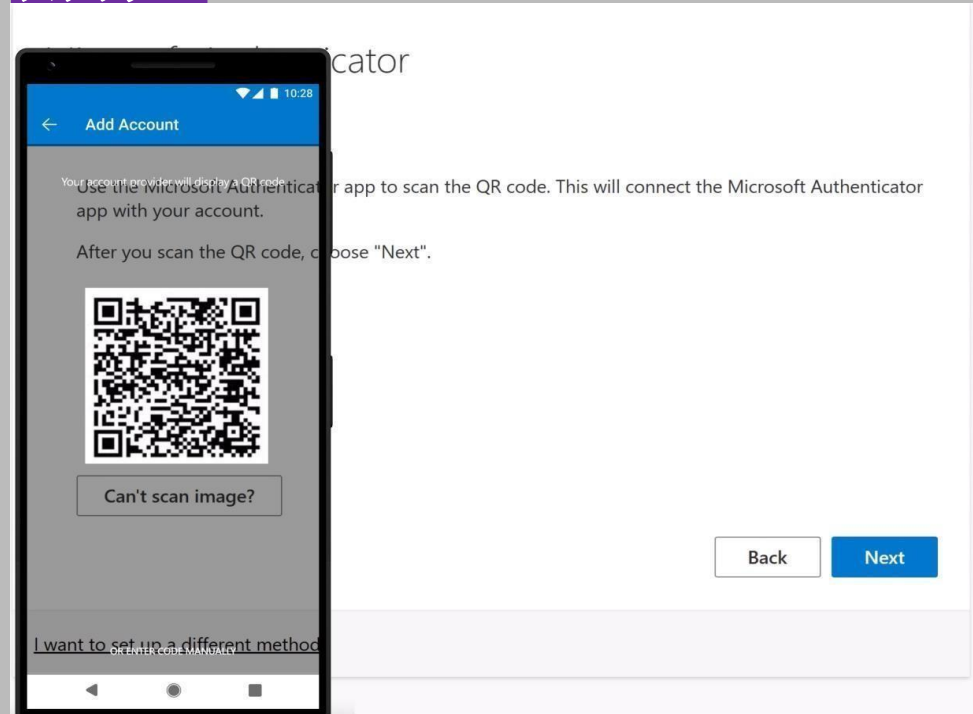 cator
10:28
Add Account
Your account provider will display a QR code
Use the Microsoft Authenticator app to scan the QR code. This will connect the Microsoft Authenticator
app with your account.
After you scan the QR code, choose "Next".
Can't scan image?
Back
Next
I want to set up a different method
OR ENTER CODE MANUALLY